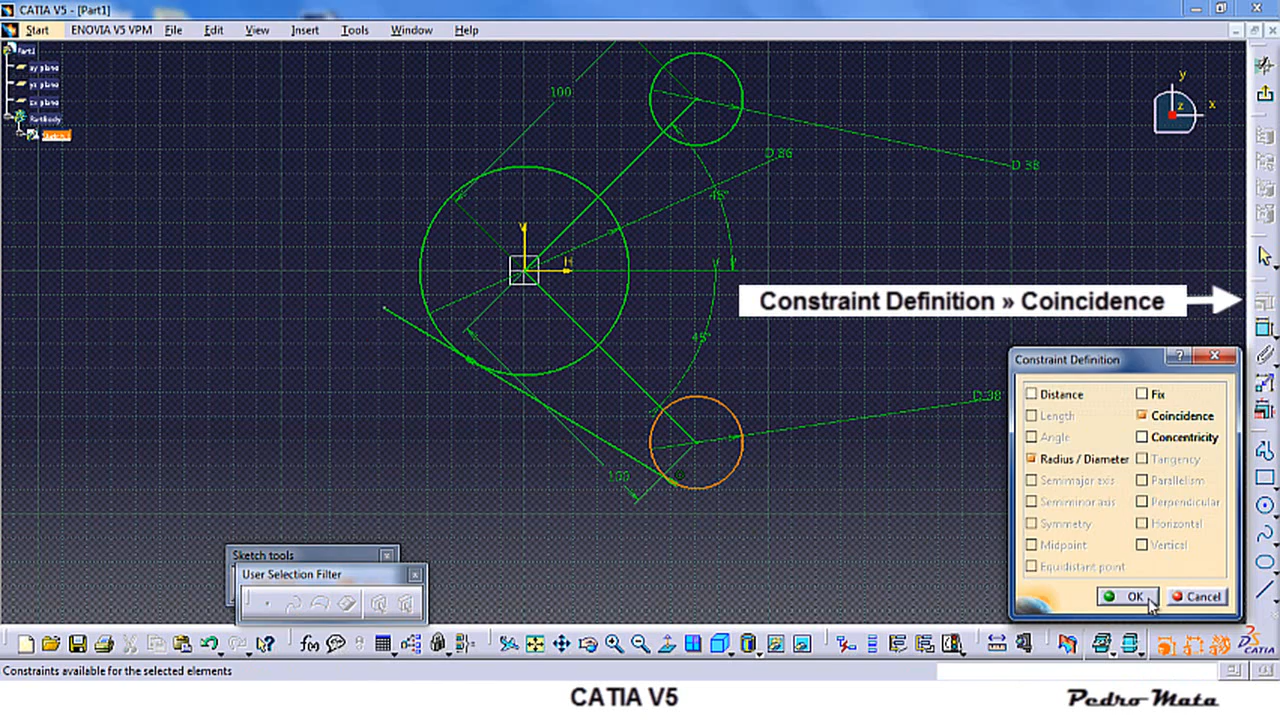 CATIA V5 - [Part1]
Start ENOVIA V5 VPM File Edit View Insert Tools Window Help
Part1
xy plane
yz plane
zx plane
PartBody
Sketch.1
y
z x
100
D 86
D 38
45°
V
H
Constraint Definition » Coincidence
45°
D 38
100
Constraint Definition
Distance Fix
Length Coincidence
Angle Concentricity
Radius / Diameter Tangency
Semimajor axis Parallelism
Semiminor axis Perpendicular
Symmetry Horizontal
Midpoint Vertical
Equidistant point
OK Cancel
Sketch tools
User Selection Filter
f(x)
CATIA
Constraints available for the selected elements
CATIA V5
Pedro Mata